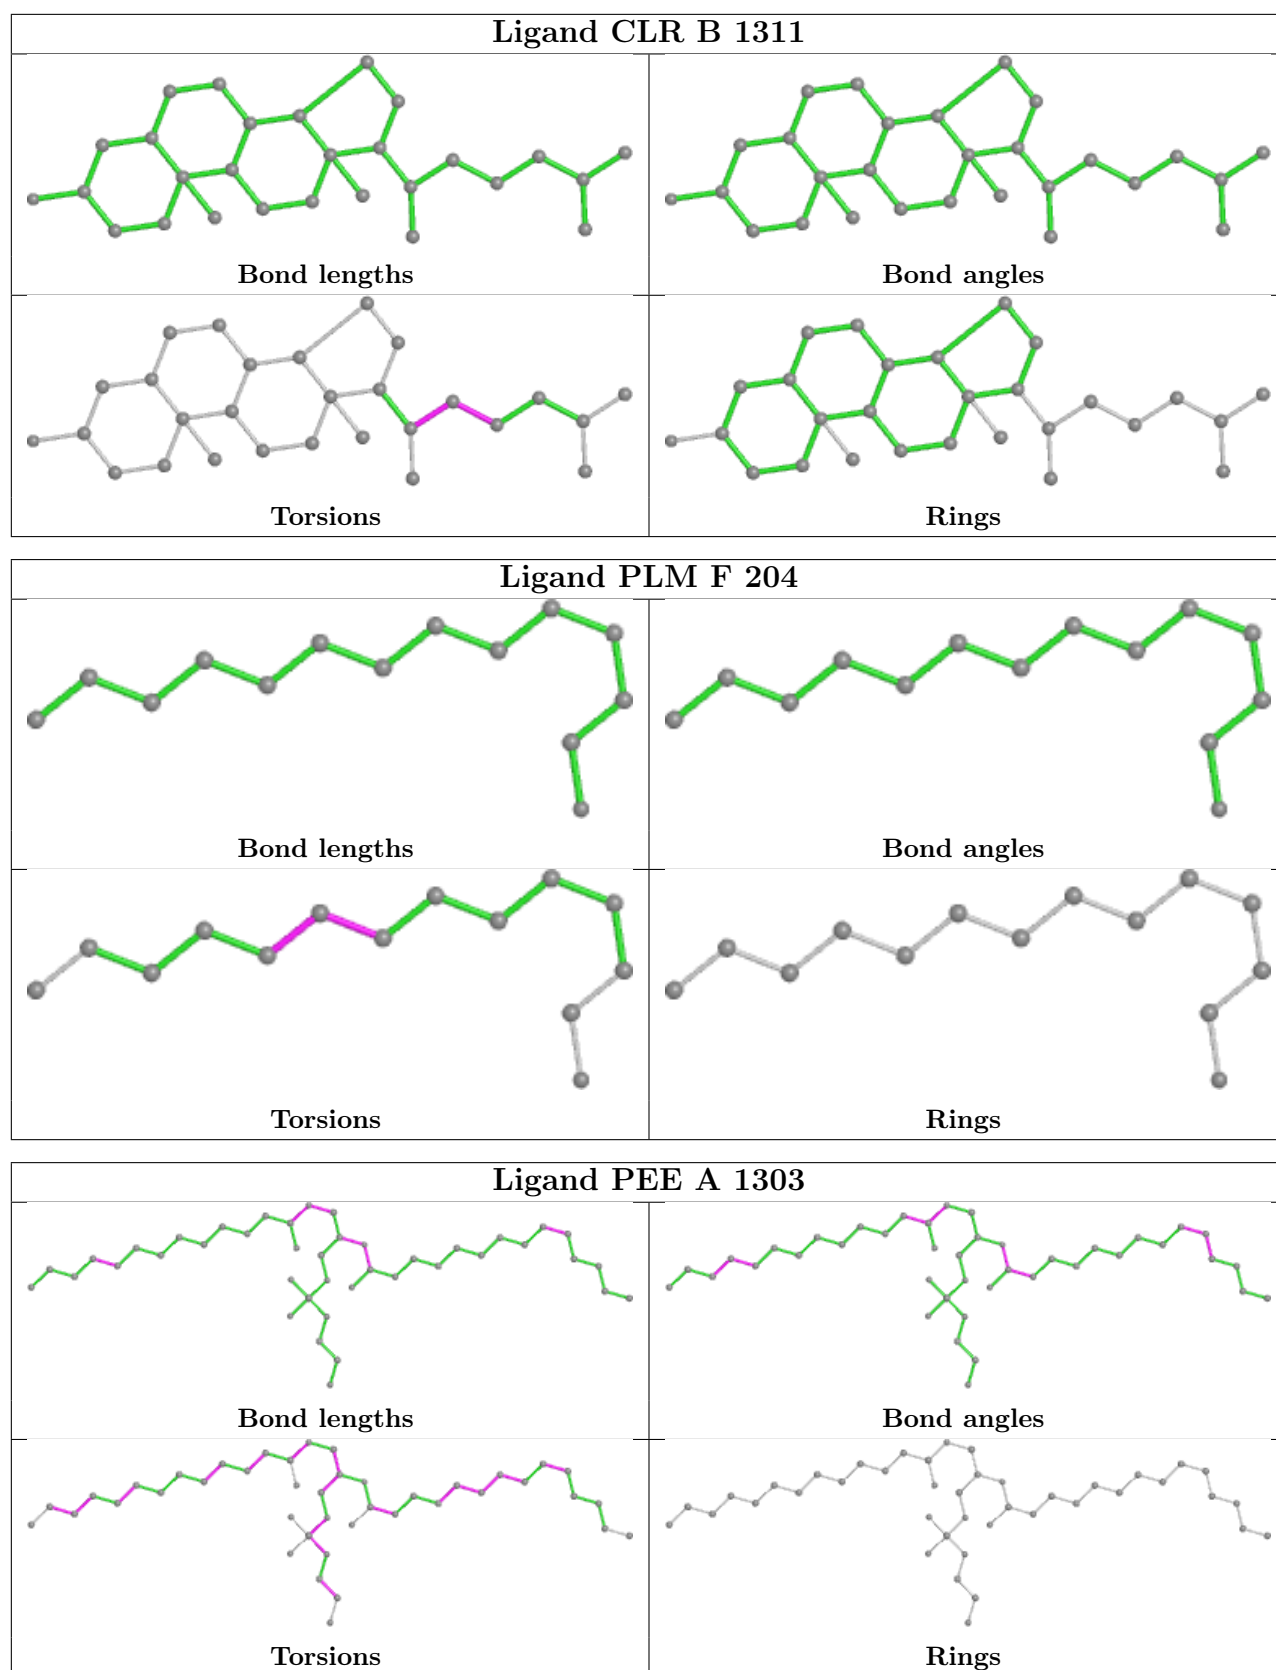 Ligand CLR B 1311
Bond lengths
Bond angles
Torsions
Rings
Ligand PLM F 204
Bond lengths
Bond angles
Torsions
Rings
Ligand PEE A 1303
Bond lengths
Bond angles
Torsions
Rings